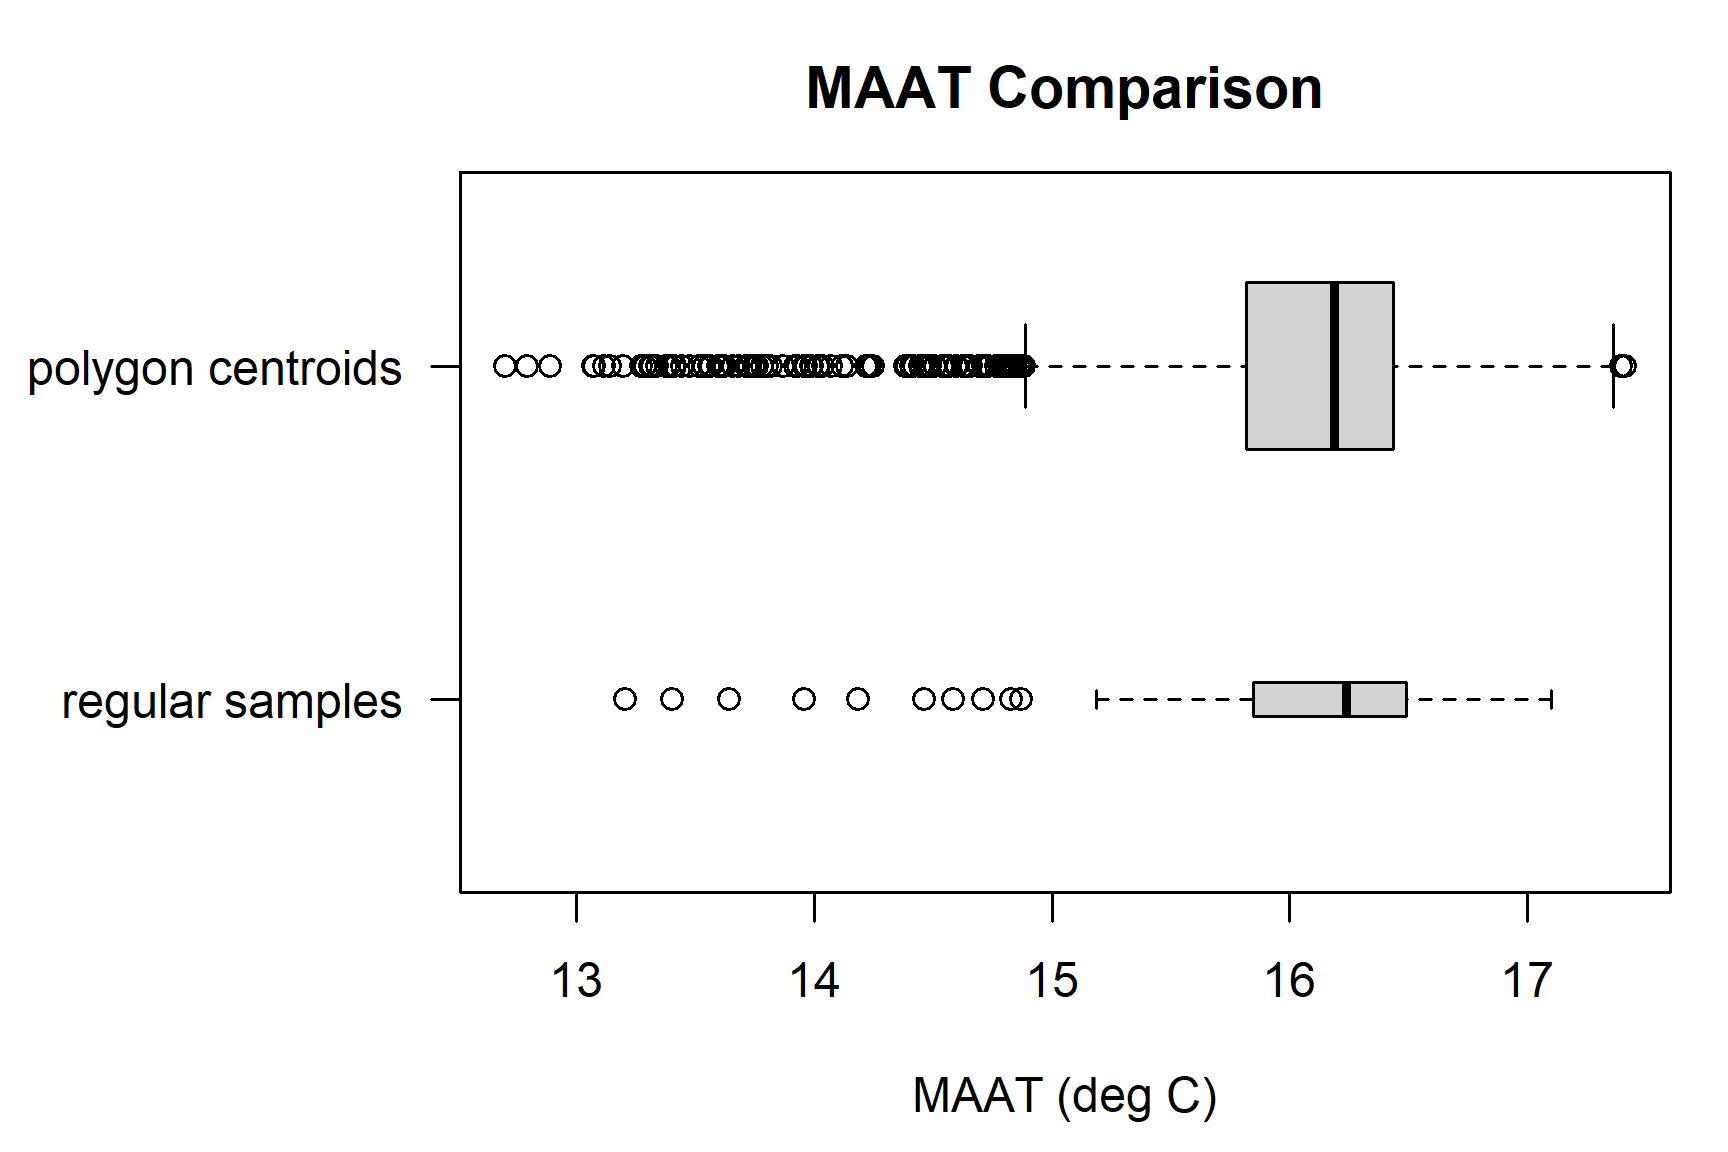 MAAT Comparison
polygon centroids
regular samples
13 14 15 16 17
MAAT (deg C)